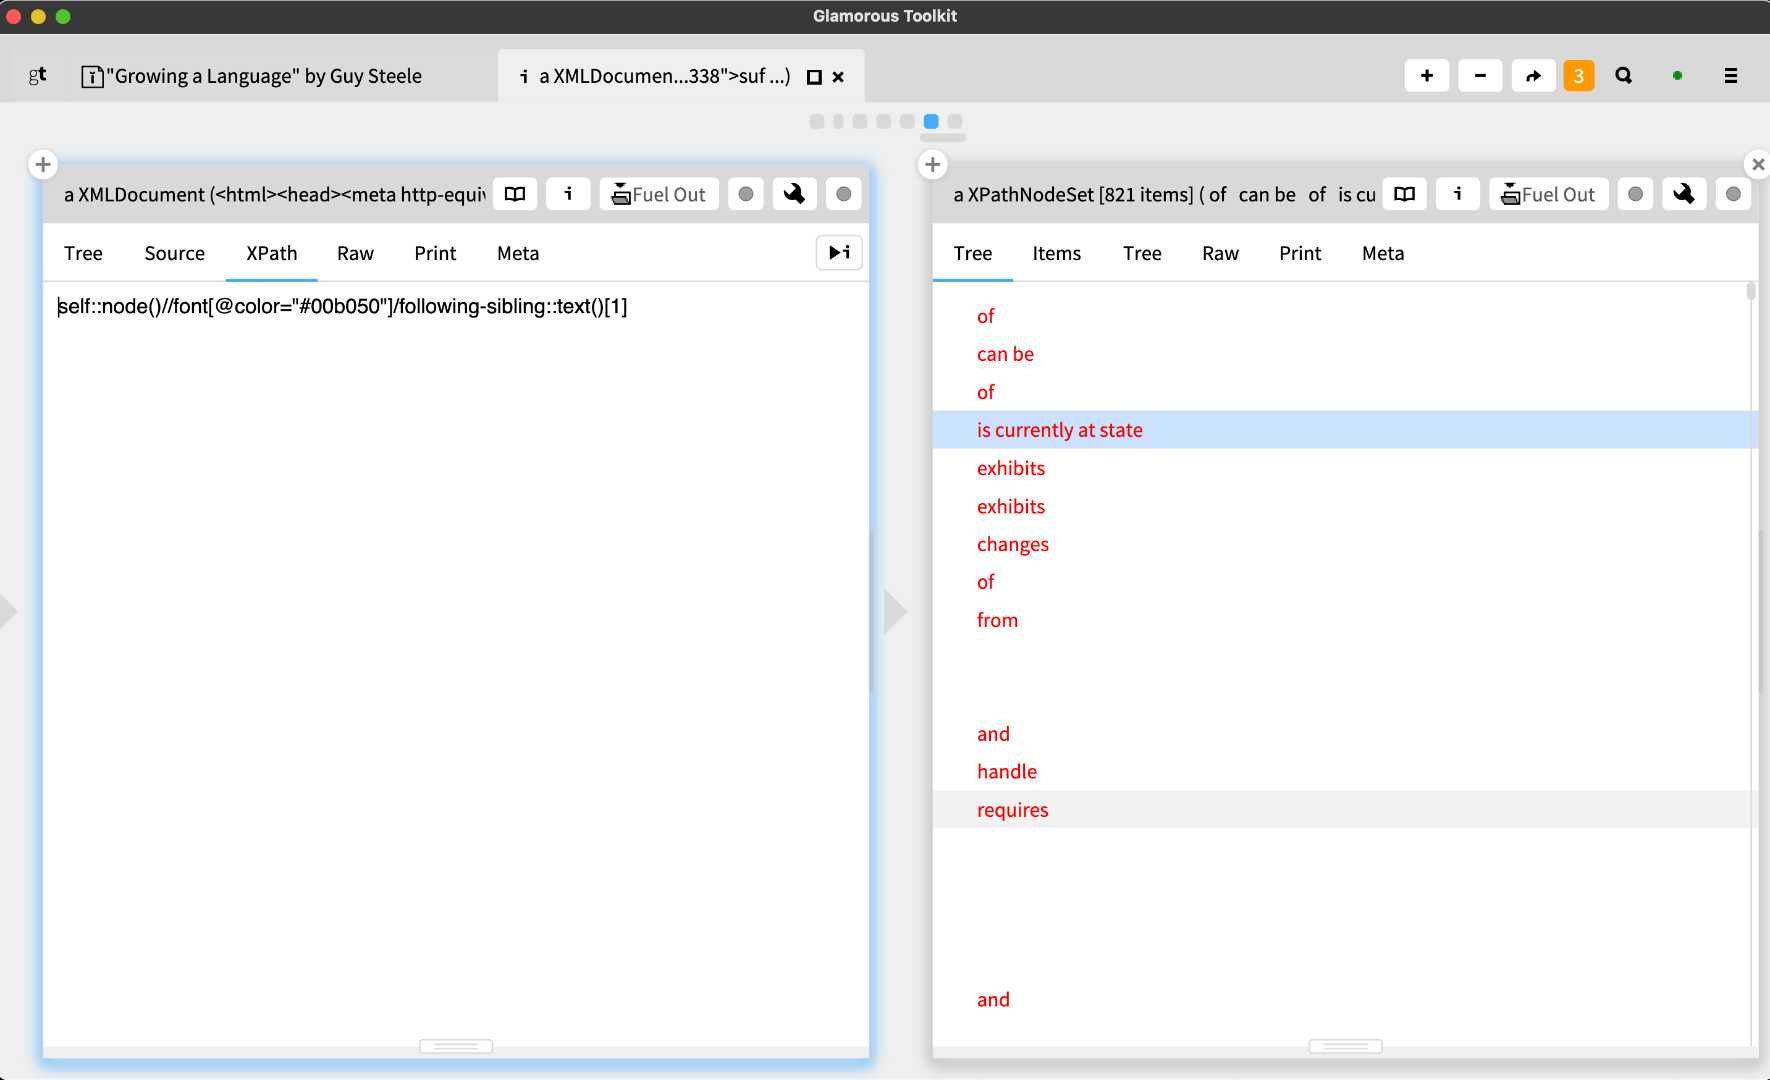 Glamorous Toolkit
gt
"Growing a Language" by Guy Steele
i a XMLDocumen...338">suf ...)
3
a XMLDocument (<html><head><meta http-equiv
i
Fuel Out
Tree Source XPath Raw Print Meta
i
self::node()//font[@color="#00b050"]/following-sibling::text()[1]
a XPathNodeSet [821 items] ( of can be of is cu
i
Fuel Out
Tree Items Tree Raw Print Meta
of
can be
of
is currently at state
exhibits
exhibits
changes
of
from
and
handle
requires
and